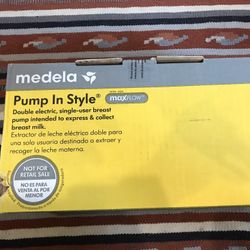 medela
Pump In Style®
maxflow™
Double electric, single-user breast
pump intended to express & collect
breast milk.
Extractor de leche eléctrico doble para
una sola usuaria destinado a extraer y
recoger la leche materna.
NOT FOR
RETAIL SALE
NO ES PARA
VENTA AL POR
MENOR